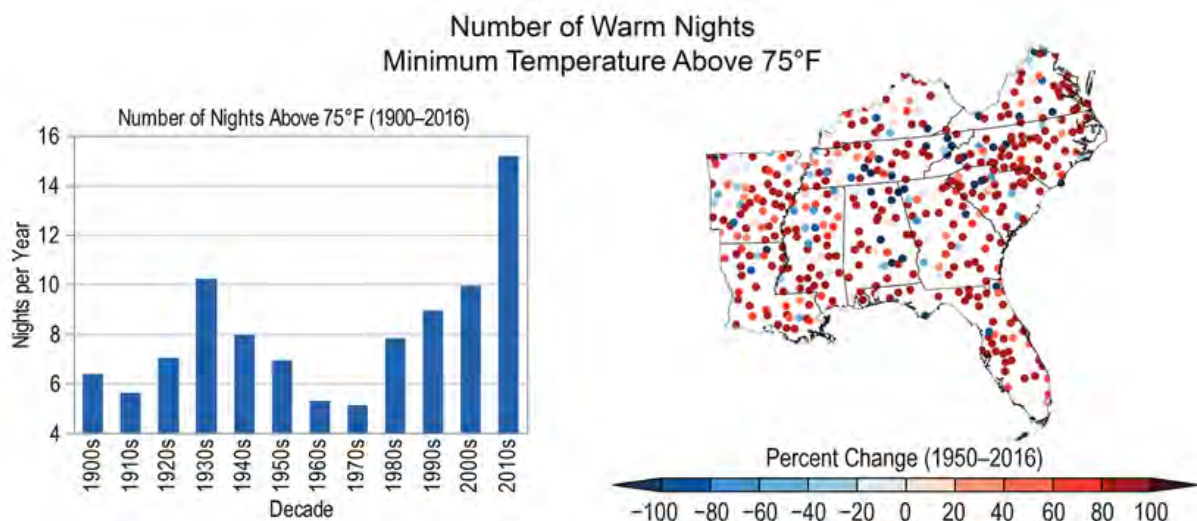 Number of Warm Nights
Minimum Temperature Above 75°F
Number of Nights Above 75°F (1900–2016)
16
14
12
10
8
6
4
Nights per Year
1900s
1910s
1920s
1930s
1940s
1950s
1960s
1970s
1980s
1990s
2000s
2010s
Decade
Percent Change (1950–2016)
−100 −80 −60 −40 −20 0 20 40 60 80 100